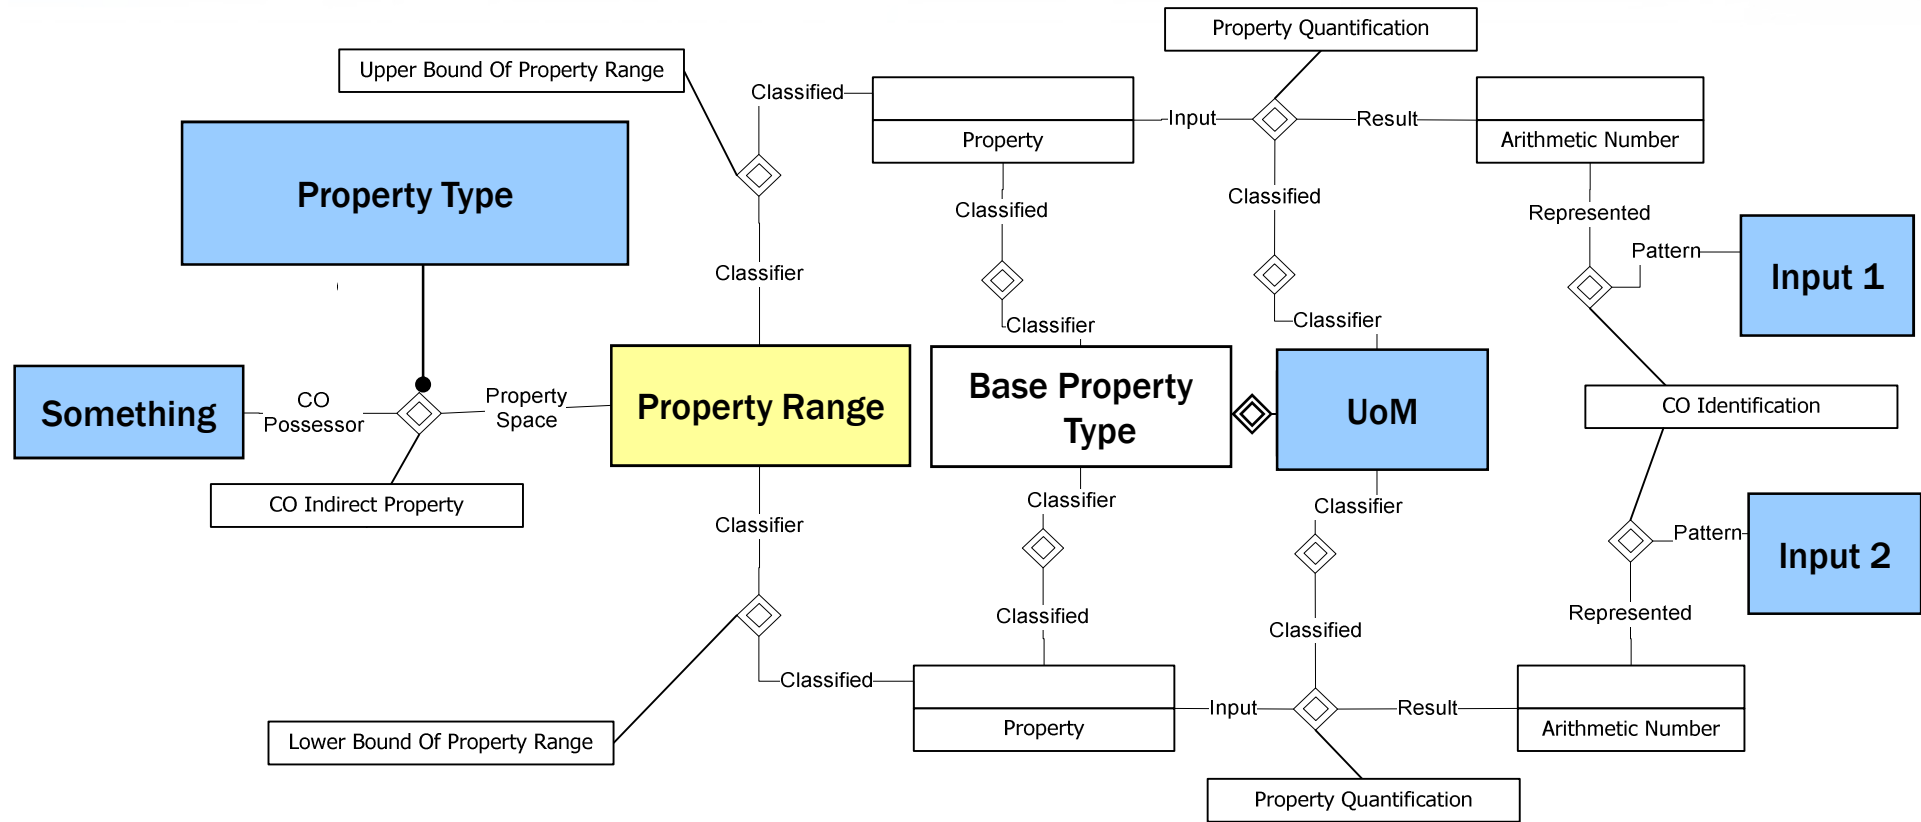 Property Quantification
Upper Bound Of Property Range
Classified
Input
Result
Property
Arithmetic Number
Property Type
Classified
Classified
Represented
Pattern
Input 1
Classifier
Classifier
Classifier
Something
CO
Possessor
Property
Space
Property Range
Base Property
Type
UoM
CO Identification
CO Indirect Property
Classifier
Classifier
Classifier
Pattern
Input 2
Classified
Classified
Represented
Classified
Input
Result
Property
Arithmetic Number
Lower Bound Of Property Range
Property Quantification